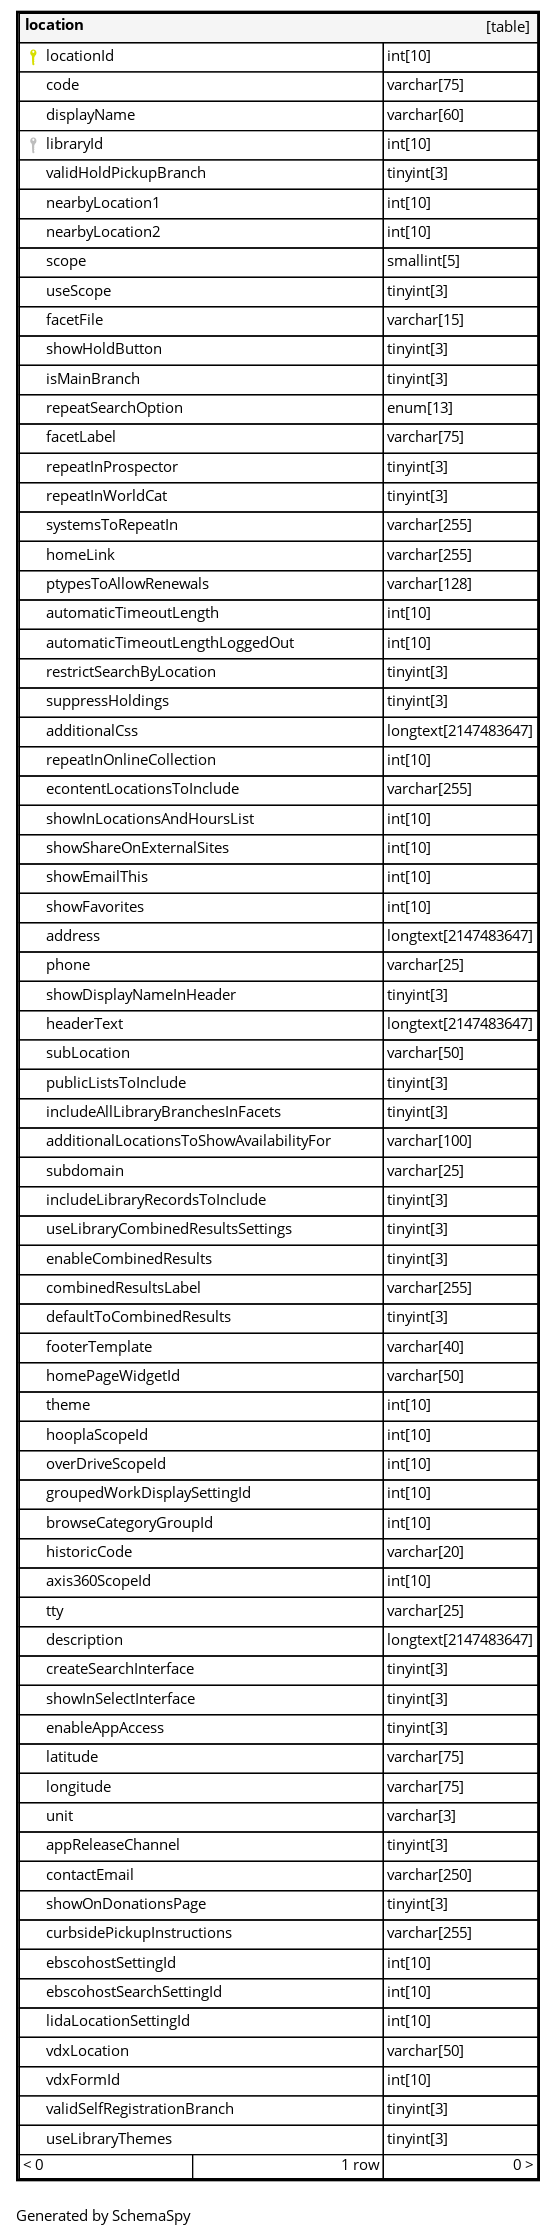 location [table]
locationId int[10]
code varchar[75]
displayName varchar[60]
libraryId int[10]
validHoldPickupBranch tinyint[3]
nearbyLocation1 int[10]
nearbyLocation2 int[10]
scope smallint[5]
useScope tinyint[3]
facetFile varchar[15]
showHoldButton tinyint[3]
isMainBranch tinyint[3]
repeatSearchOption enum[13]
facetLabel varchar[75]
repeatInProspector tinyint[3]
repeatInWorldCat tinyint[3]
systemsToRepeatIn varchar[255]
homeLink varchar[255]
ptypesToAllowRenewals varchar[128]
automaticTimeoutLength int[10]
automaticTimeoutLengthLoggedOut int[10]
restrictSearchByLocation tinyint[3]
suppressHoldings tinyint[3]
additionalCss longtext[2147483647]
repeatInOnlineCollection int[10]
econtentLocationsToInclude varchar[255]
showInLocationsAndHoursList int[10]
showShareOnExternalSites int[10]
showEmailThis int[10]
showFavorites int[10]
address longtext[2147483647]
phone varchar[25]
showDisplayNameInHeader tinyint[3]
headerText longtext[2147483647]
subLocation varchar[50]
publicListsToInclude tinyint[3]
includeAllLibraryBranchesInFacets tinyint[3]
additionalLocationsToShowAvailabilityFor varchar[100]
subdomain varchar[25]
includeLibraryRecordsToInclude tinyint[3]
useLibraryCombinedResultsSettings tinyint[3]
enableCombinedResults tinyint[3]
combinedResultsLabel varchar[255]
defaultToCombinedResults tinyint[3]
footerTemplate varchar[40]
homePageWidgetId varchar[50]
theme int[10]
hooplaScopeId int[10]
overDriveScopeId int[10]
groupedWorkDisplaySettingId int[10]
browseCategoryGroupId int[10]
historicCode varchar[20]
axis360ScopeId int[10]
tty varchar[25]
description longtext[2147483647]
createSearchInterface tinyint[3]
showInSelectInterface tinyint[3]
enableAppAccess tinyint[3]
latitude varchar[75]
longitude varchar[75]
unit varchar[3]
appReleaseChannel tinyint[3]
contactEmail varchar[250]
showOnDonationsPage tinyint[3]
curbsidePickupInstructions varchar[255]
ebscohostSettingId int[10]
ebscohostSearchSettingId int[10]
lidaLocationSettingId int[10]
vdxLocation varchar[50]
vdxFormId int[10]
validSelfRegistrationBranch tinyint[3]
useLibraryThemes tinyint[3]
< 0 1 row 0 >
Generated by SchemaSpy